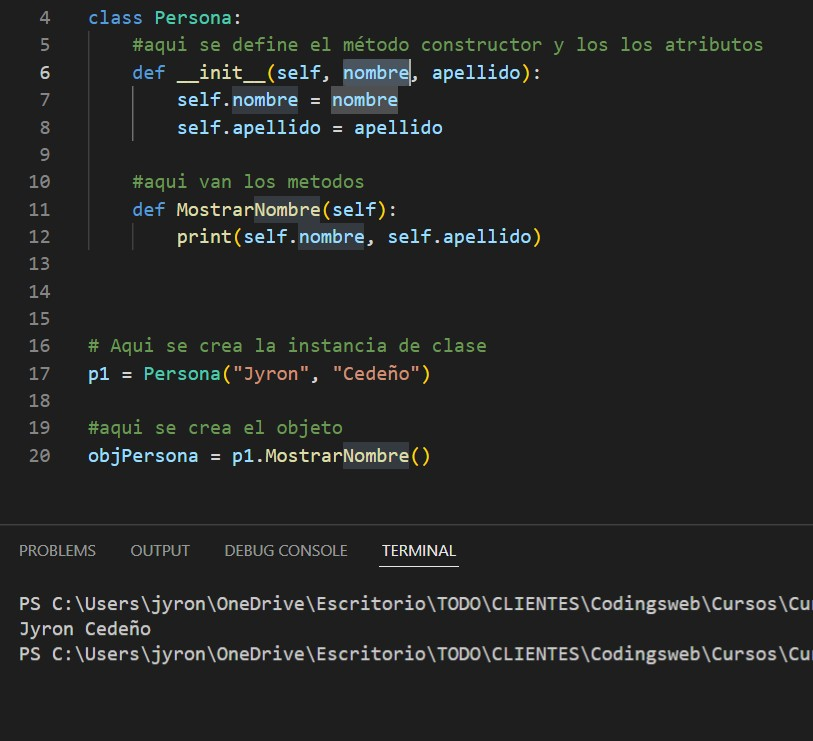 4 class Persona:
5 #aqui se define el método constructor y los los atributos
6 def __init__(self, nombre, apellido):
7 self.nombre = nombre
8 self.apellido = apellido
9
10 #aqui van los metodos
11 def MostrarNombre(self):
12 print(self.nombre, self.apellido)
13
14
15
16 # Aqui se crea la instancia de clase
17 p1 = Persona("Jyron", "Cedeño")
18
19 #aqui se crea el objeto
20 objPersona = p1.MostrarNombre()
PROBLEMS OUTPUT DEBUG CONSOLE TERMINAL
PS C:\Users\jyron\OneDrive\Escritorio\TODO\CLIENTES\Codingsweb\Cursos\Cu
Jyron Cedeño
PS C:\Users\jyron\OneDrive\Escritorio\TODO\CLIENTES\Codingsweb\Cursos\Cu